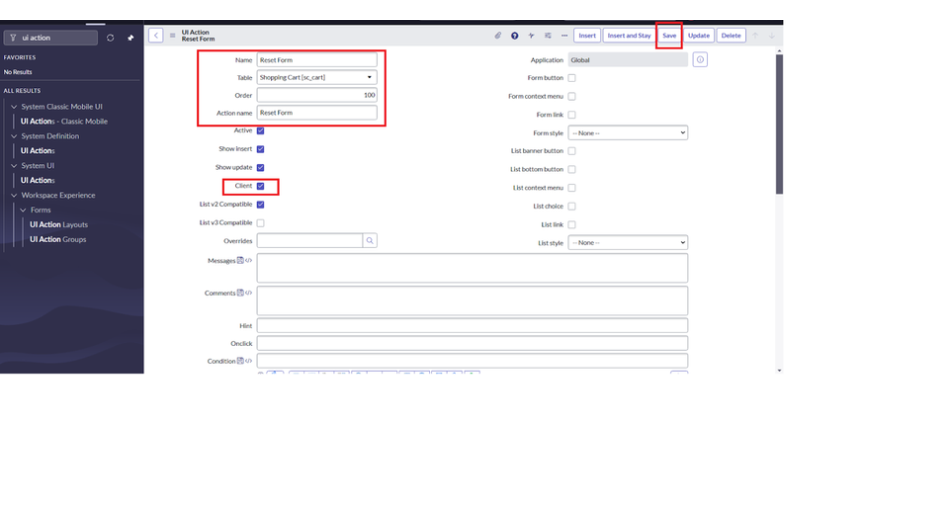 ui action
FAVORITES
No Results
ALL RESULTS
System Classic Mobile UI
UI Actions - Classic Mobile
System Definition
UI Actions
System UI
UI Actions
Workspace Experience
Forms
UI Action Layouts
UI Action Groups
UI Action
Reset Form
Insert
Insert and Stay
Save
Update
Delete
Name
Reset Form
Table
Shopping Cart [sc_cart]
Order
100
Action name
Reset Form
Active
Show insert
Show update
Client
List v2 Compatible
List v3 Compatible
Overrides
Application
Global
Form button
Form context menu
Form link
Form style
-- None --
List banner button
List bottom button
List context menu
List choice
List link
List style
-- None --
Messages
Comments
Hint
Onclick
Condition